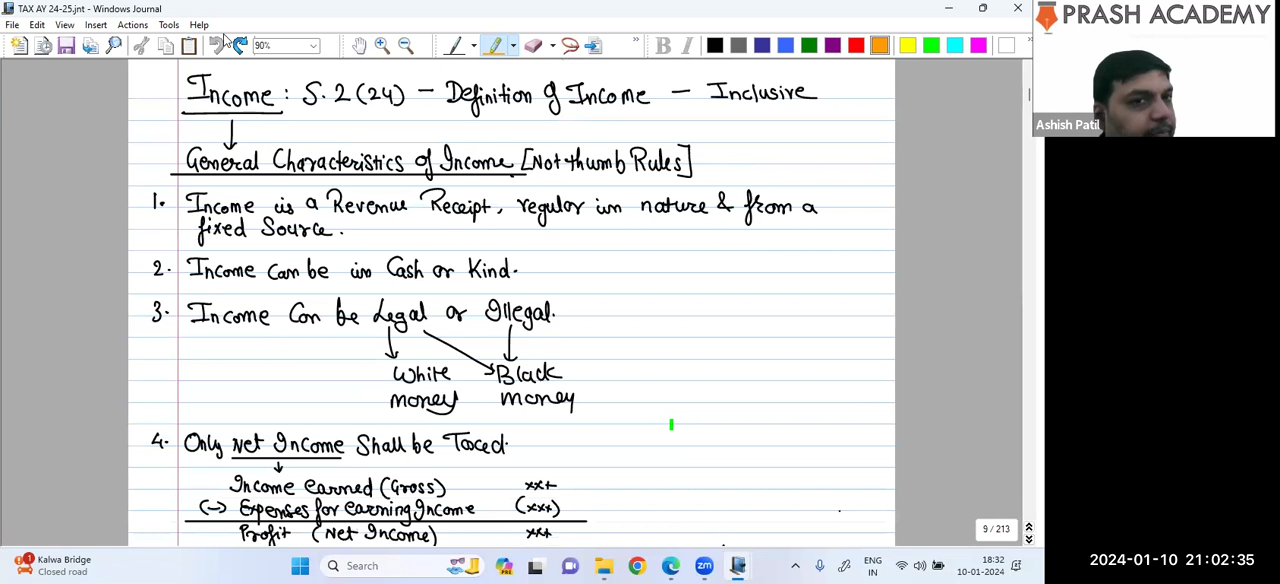 TAX AY 24-25.jnt - Windows Journal
File Edit View Insert Actions Tools Help
90%
B I
PRASH ACADEMY
Ashish Patil
Income : S. 2 (24) - Definition of Income - Inclusive
General Characteristics of Income [Not thumb Rules]
1. Income is a Revenue Receipt, regular in nature & from a
fixed Source.
2. Income can be in Cash or Kind.
3. Income Can be Legal or Illegal.
White Black
money money
4. Only Net Income Shall be Taxed.
Income earned (Gross) xxx
(-) Expenses for earning Income (xxx)
Profit (Net Income) xxx
9 / 213
1
Kalwa Bridge
Closed road
Search
ENG
IN
18:32
10-01-2024
2024-01-10 21:02:35